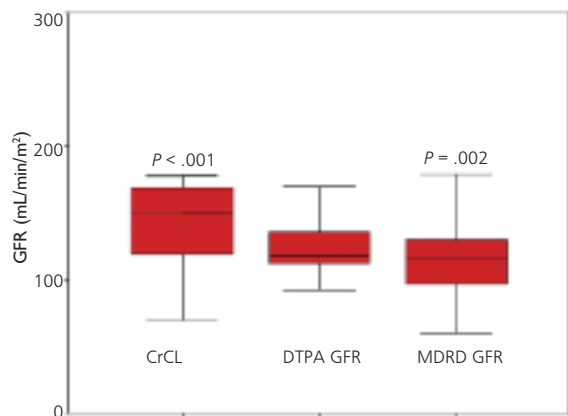 300
200
100
0
GFR (mL/min/m²)
P < .001
P = .002
CrCL
DTPA GFR
MDRD GFR